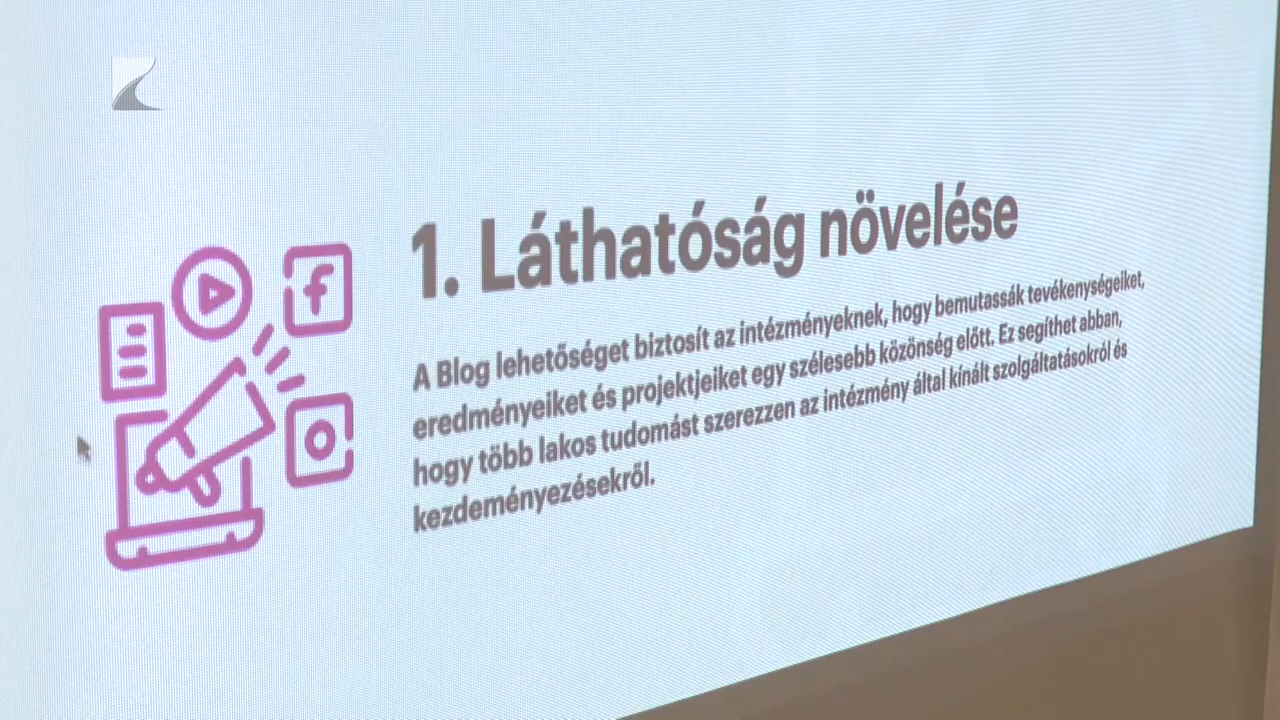 1. Láthatóság növelése
A Blog lehetőséget biztosít az intézményeknek, hogy bemutassák tevékenységeiket,
eredményeiket és projektjeiket egy szélesebb közönség előtt. Ez segíthet abban,
hogy több lakos tudomást szerezzen az intézmény által kínált szolgáltatásokról és
kezdeményezésekről.